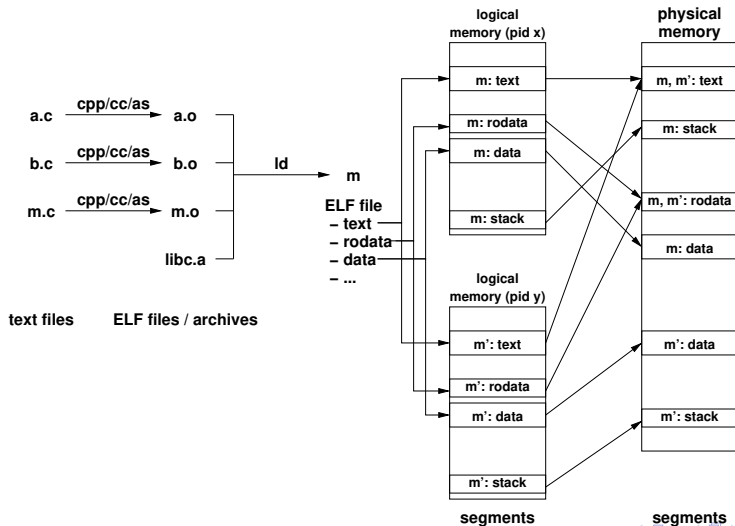 a.c
cpp/cc/as
a.o
b.c
cpp/cc/as
b.o
m.c
cpp/cc/as
m.o
libc.a
ld
m
text files
ELF files / archives
ELF file
– text
– rodata
– data
– ...
logical
memory (pid x)
m: text
m: rodata
m: data
m: stack
logical
memory (pid y)
m': text
m': rodata
m': data
m': stack
segments
physical
memory
m, m': text
m: stack
m, m': rodata
m: data
m': data
m': stack
segments